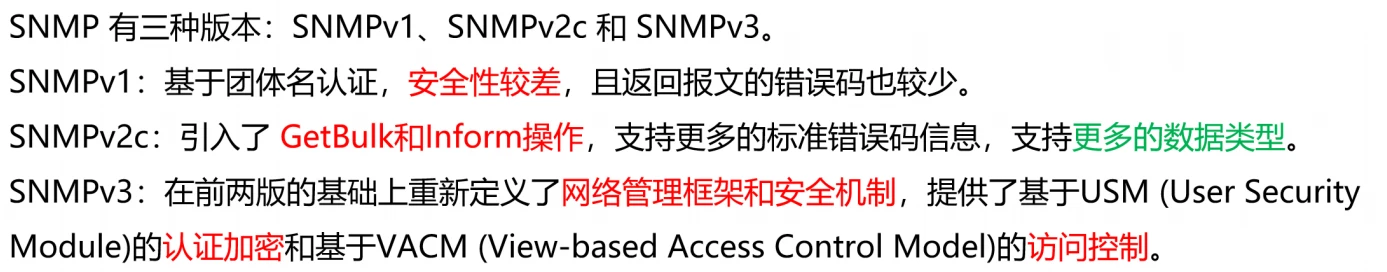 SNMP 有三种版本：SNMPv1、SNMPv2c 和 SNMPv3。
SNMPv1：基于团体名认证，安全性较差，且返回报文的错误码也较少。
SNMPv2c：引入了 GetBulk和Inform操作，支持更多的标准错误码信息，支持更多的数据类型。
SNMPv3：在前两版的基础上重新定义了网络管理框架和安全机制，提供了基于USM (User Security
Module)的认证加密和基于VACM (View-based Access Control Model)的访问控制。